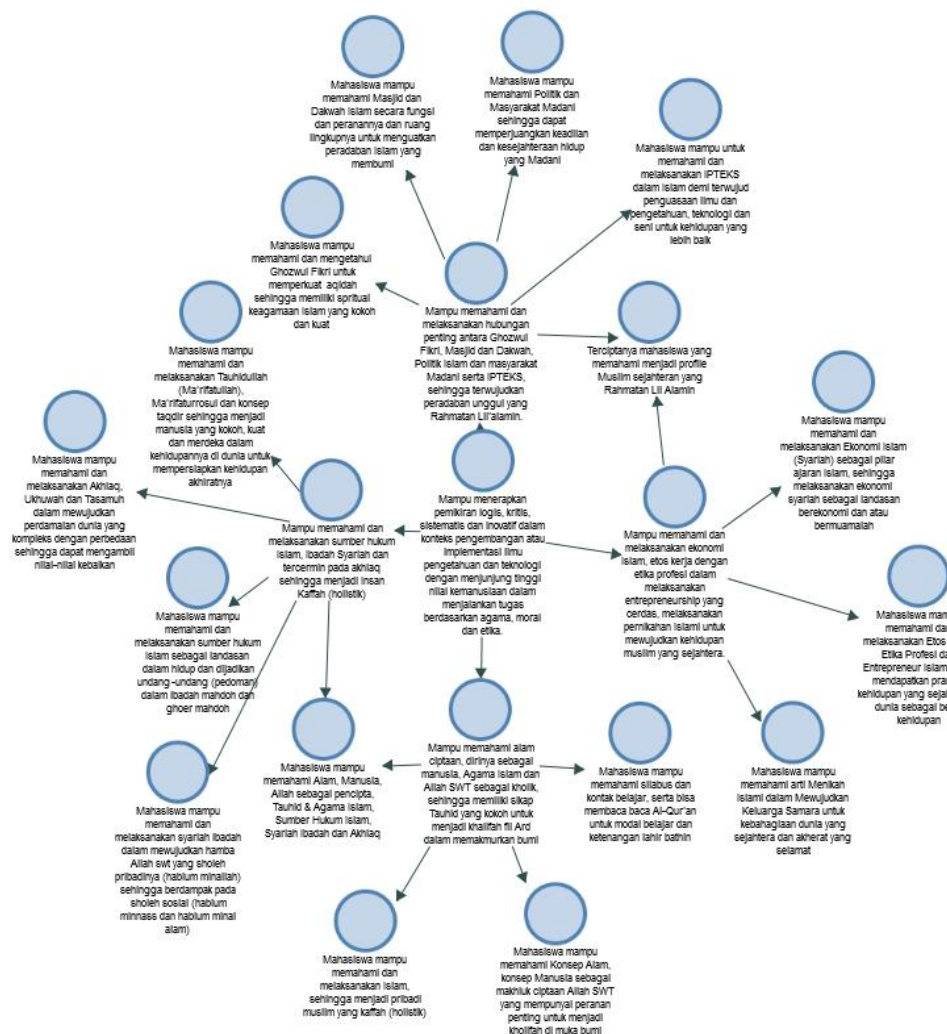 Mahasiswa mampu
memahami Masjid dan
Dakwah Islam secara fungsi
dan peranannya dan ruang
lingkupnya untuk menguatkan
peradaban islam yang
membumi
Mahasiswa mampu
memahami Politik dan
Masyarakat Madani
sehingga dapat
memperjuangkan keadilan
dan kesejahteraan hidup
yang Madani
Mahasiswa mampu untuk
memahami dan
melaksanakan IPTEKS
dalam islam demi terwujud
penguasaan ilmu dan
pengetahuan, teknologi dan
seni untuk kehidupan yang
lebih baik
Mahasiswa mampu
memahami dan mengetahui
Ghozwul Fikri untuk
memperkuat aqidah
sehingga memiliki spritual
keagamaan islam yang kokoh
dan kuat
Mampu memahami dan
melaksanakan hubungan
penting antara Ghozwul
Fikri, Masjid dan Dakwah,
Politik Islam dan masyarakat
Madani serta IPTEKS,
sehingga terwujudkan
peradaban unggul yang
Rahmatan Lil'alamin.
Terciptanya mahasiswa yang
memahami menjadi profile
Muslim sejahteran yang
Rahmatan Lil Alamin
Mahasiswa mampu
memahami dan
melaksanakan Tauhidullah
(Ma'rifatullah),
Ma'rifaturrosul dan konsep
taqdir sehingga menjadi
manusia yang kokoh, kuat
dan merdeka dalam
kehidupannya di dunia untuk
mempersiapkan kehidupan
akhiratnya
Mahasiswa mampu
memahami dan
melaksanakan Ekonomi Islam
(Syariah) sebagai pilar
ajaran Islam, sehingga
melaksanakan ekonomi
syariah sebagai landasan
berekonomi dan atau
bermuamalah
Mahasiswa mampu
memahami dan
melaksanakan Akhlaq,
Ukhuwah dan Tasamuh
dalam mewujudkan
perdamaian dunia yang
kompleks dengan perbedaan
sehingga dapat mengambil
nilai-nilai kebaikan
Mampu memahami dan
melaksanakan sumber hukum
islam, ibadah Syariah dan
tercermin pada akhlaq
sehingga menjadi insan
Kaffah (holistik)
Mampu menerapkan
pemikiran logis, kritis,
sistematis dan inovatif dalam
konteks pengembangan atau
implementasi ilmu
pengetahuan dan teknologi
dengan menjunjung tinggi
nilai kemanusiaan dalam
menjalankan tugas
berdasarkan agama, moral
dan etika.
Mampu memahami dan
melaksanakan ekonomi
islam, etos kerja dengan
etika profesi dalam
melaksanakan
entrepreneurship yang
cerdas, melaksanakan
pernikahan islami untuk
mewujudkan kehidupan
muslim yang sejahtera.
Mahasiswa mam
memahami dan
melaksanakan Etos
Etika Profesi da
Entrepreneur Islam
mendapatkan pra
kehidupan yang seja
dunia sebagai be
kehidupan
Mahasiswa mampu
memahami dan
melaksanakan sumber hukum
islam sebagai landasan
dalam hidup dan dijadikan
undang-undang (pedoman)
dalam ibadah mahdoh dan
ghoer mahdoh
Mahasiswa mampu
memahami dan
melaksanakan syariah ibadah
dalam mewujudkan hamba
Allah swt yang sholeh
pribadinya (hablum minallah)
sehingga berdampak pada
sholeh sosial (hablum
minnass dan hablum minal
alam)
Mahasiswa mampu
memahami Alam, Manusia,
Allah sebagai pencipta,
Tauhid & Agama Islam,
Sumber Hukum Islam,
Syariah ibadah dan Akhlaq
Mampu memahami alam
ciptaan, dirinya sebagai
manusia, Agama Islam dan
Allah SWT sebagai kholik,
sehingga memiliki sikap
Tauhid yang kokoh untuk
menjadi khalifah fil Ard
dalam memakmurkan bumi
Mahasiswa mampu
memahami silabus dan
kontak belajar, serta bisa
membaca baca Al-Qur'an
untuk modal belajar dan
ketenangan lahir bathin
Mahasiswa mampu
memahami arti Menikah
Islami dalam Mewujudkan
Keluarga Samara untuk
kebahagiaan dunia yang
sejahtera dan akherat yang
selamat
Mahasiswa mampu
memahami dan
melaksanakan Islam,
sehingga menjadi pribadi
muslim yang kaffah (holistik)
Mahasiswa mampu
memahami Konsep Alam,
konsep Manusia sebagai
makhluk ciptaan Allah SWT
yang mempunyai peranan
penting untuk menjadi
kholifah di muka bumi